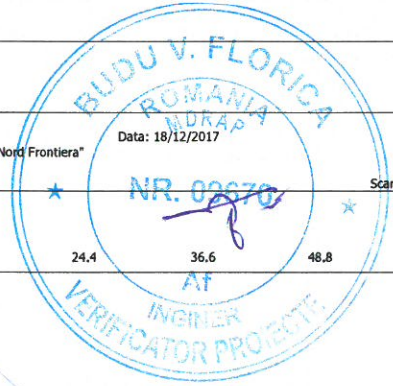 BUDU V. FLORICA
ROMANIA
MDRAP
Nord Frontiera"
Data: 18/12/2017
Scar
NR.
24.4 36.6 48.8
Af
INGINER
VERIFICATOR PROIECTE